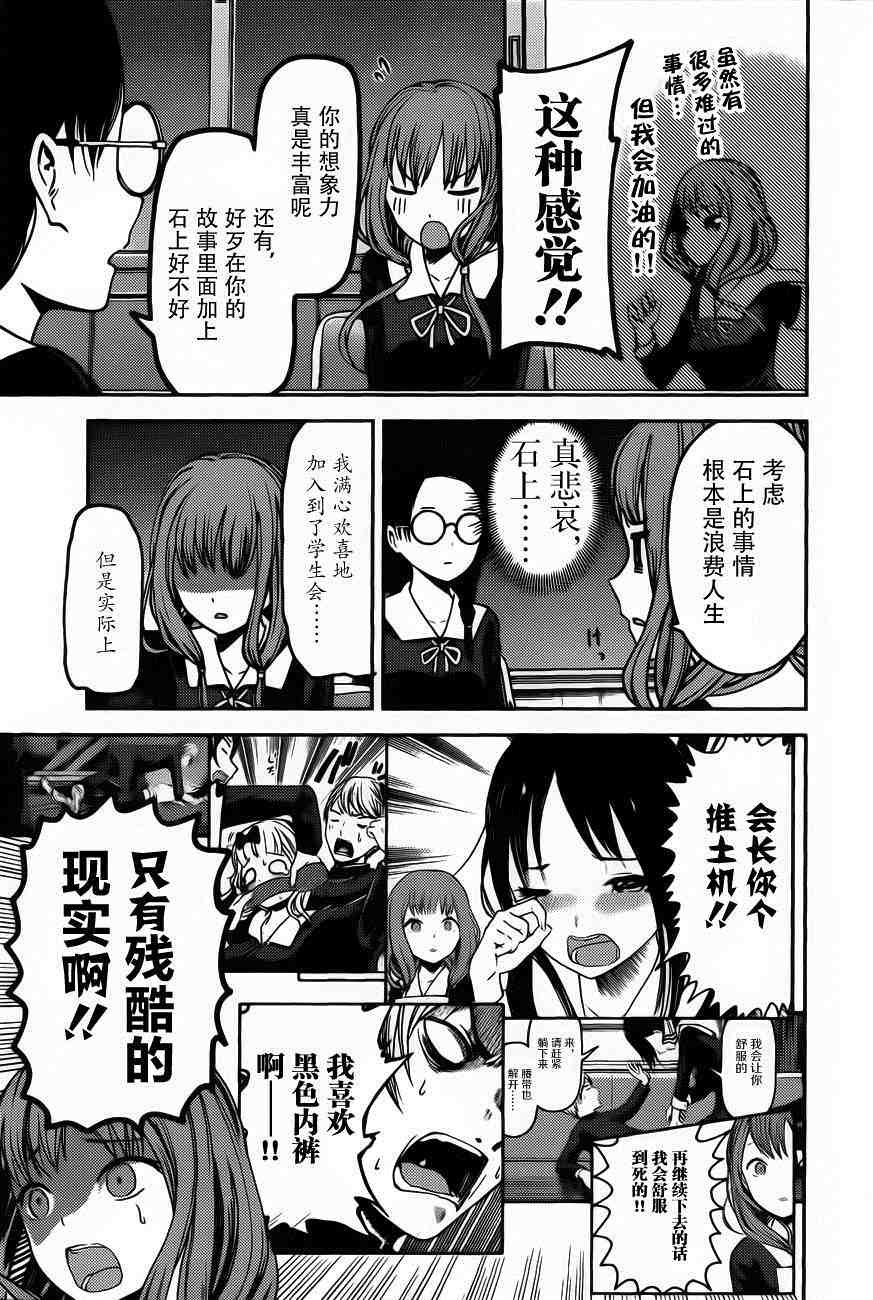 虽然有
很多难过的
事情…
但我会加油的!!
这种感觉!!
你的想象力
真是丰富呢
还有,
好歹在你的
故事里面加上
石上好不好
考虑
石上的事情
根本是浪费人生
真悲哀,
石上……
我满心欢喜地
加入到了学生会……
但是实际上
会长你个
推土机!!
我会让你
舒服的
来,
请赶紧
躺下来
腰带也
解开……
再继续下去的话
我会舒服
到死的!!
我喜欢
黑色内裤
啊──!!
只有残酷的
现实啊!!